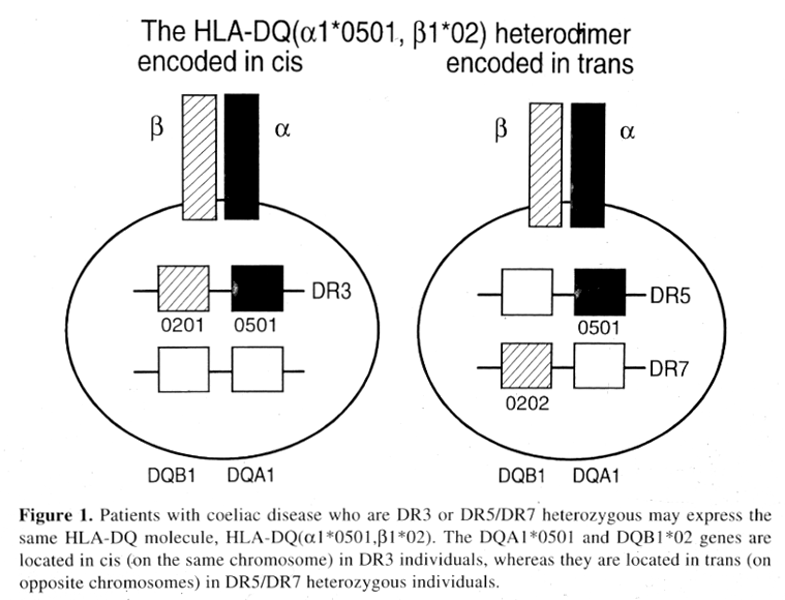 The HLA-DQ(α1*0501, β1*02) heterodimer
encoded in cis encoded in trans
β α β α
DR3
0201 0501
DR5
0501
DR7
0202
DQB1 DQA1 DQB1 DQA1
Figure 1. Patients with coeliac disease who are DR3 or DR5/DR7 heterozygous may express the
same HLA-DQ molecule, HLA-DQ(α1*0501,β1*02). The DQA1*0501 and DQB1*02 genes are
located in cis (on the same chromosome) in DR3 individuals, whereas they are located in trans (on
opposite chromosomes) in DR5/DR7 heterozygous individuals.